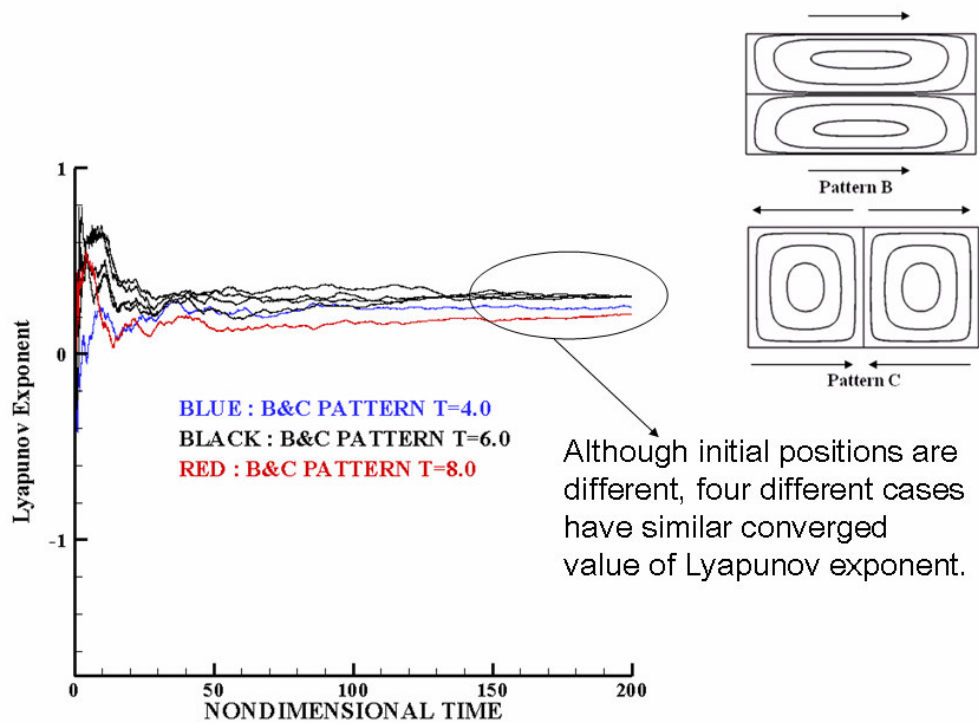 Pattern B
Pattern C
1
0
-1
Lyapunov Exponent
BLUE : B&C PATTERN T=4.0
BLACK : B&C PATTERN T=6.0
RED : B&C PATTERN T=8.0
Although initial positions are
different, four different cases
have similar converged
value of Lyapunov exponent.
0 50 100 150 200
NONDIMENSIONAL TIME